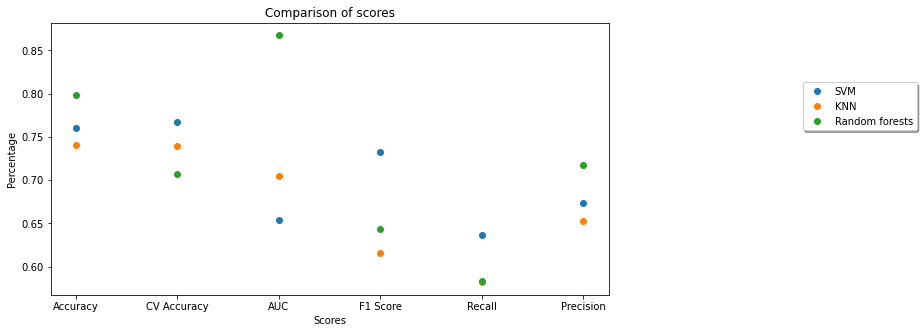 Comparison of scores
Percentage
0.85
0.80
0.75
0.70
0.65
0.60
Accuracy
CV Accuracy
AUC
F1 Score
Recall
Precision
Scores
SVM
KNN
Random forests